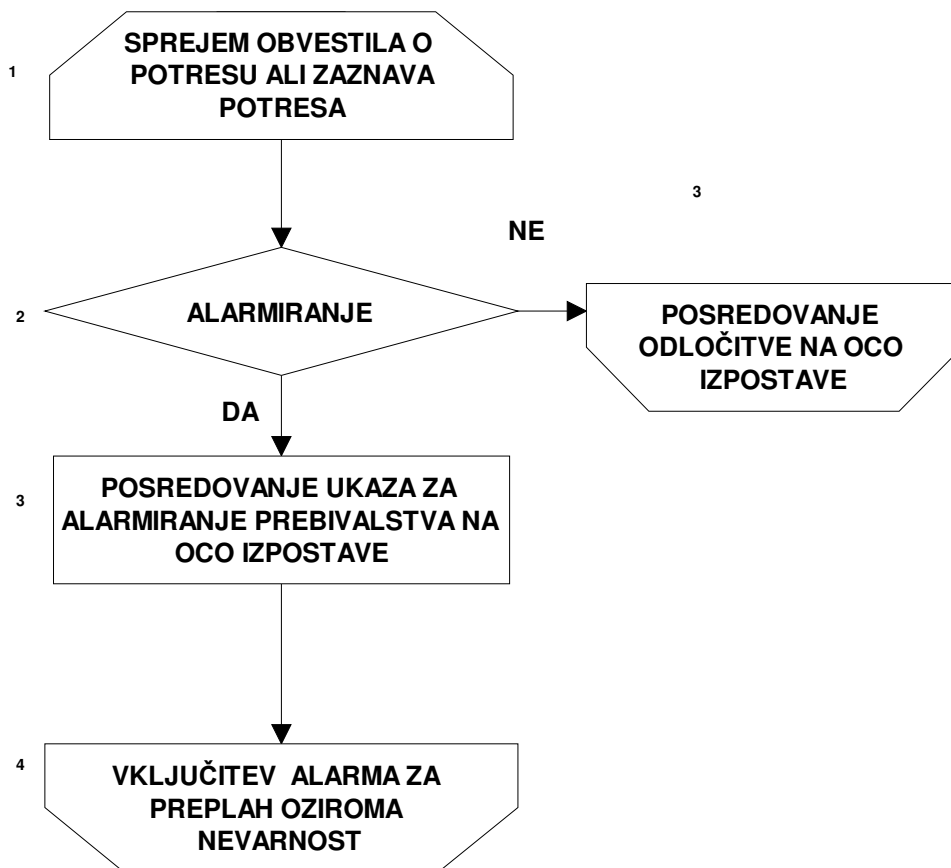 1
SPREJEM OBVESTILA O
POTRESU ALI ZAZNAVA
POTRESA
3
NE
2
ALARMIRANJE
POSREDOVANJE
ODLOČITVE NA OCO
IZPOSTAVE
DA
3
POSREDOVANJE UKAZA ZA
ALARMIRANJE PREBIVALSTVA NA
OCO IZPOSTAVE
4
VKLJUČITEV ALARMA ZA
PREPLAH OZIROMA
NEVARNOST